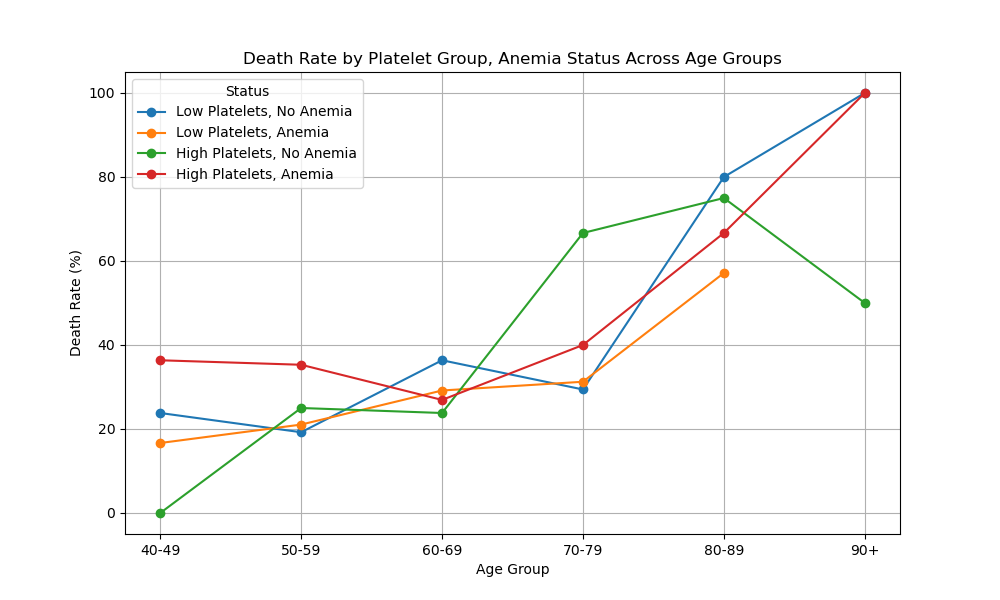 Death Rate by Platelet Group, Anemia Status Across Age Groups
Status
Low Platelets, No Anemia
Low Platelets, Anemia
High Platelets, No Anemia
High Platelets, Anemia
100
80
60
40
20
0
Death Rate (%)
40-49 50-59 60-69 70-79 80-89 90+
Age Group